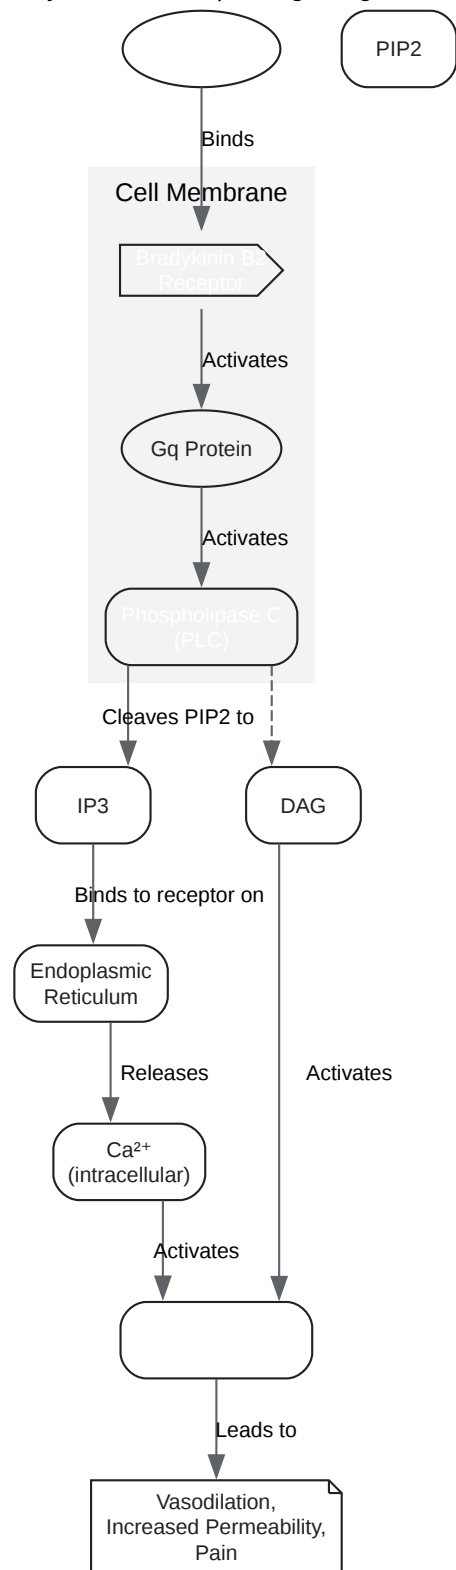 PIP2
Binds
Cell Membrane
Bradykinin B2
Receptor
Activates
Gq Protein
Activates
Phospholipase C
(PLC)
Cleaves PIP2 to
IP3
DAG
Binds to receptor on
Endoplasmic
Reticulum
Releases
Activates
Ca²⁺
(intracellular)
Activates
Leads to
Vasodilation,
Increased Permeability,
Pain